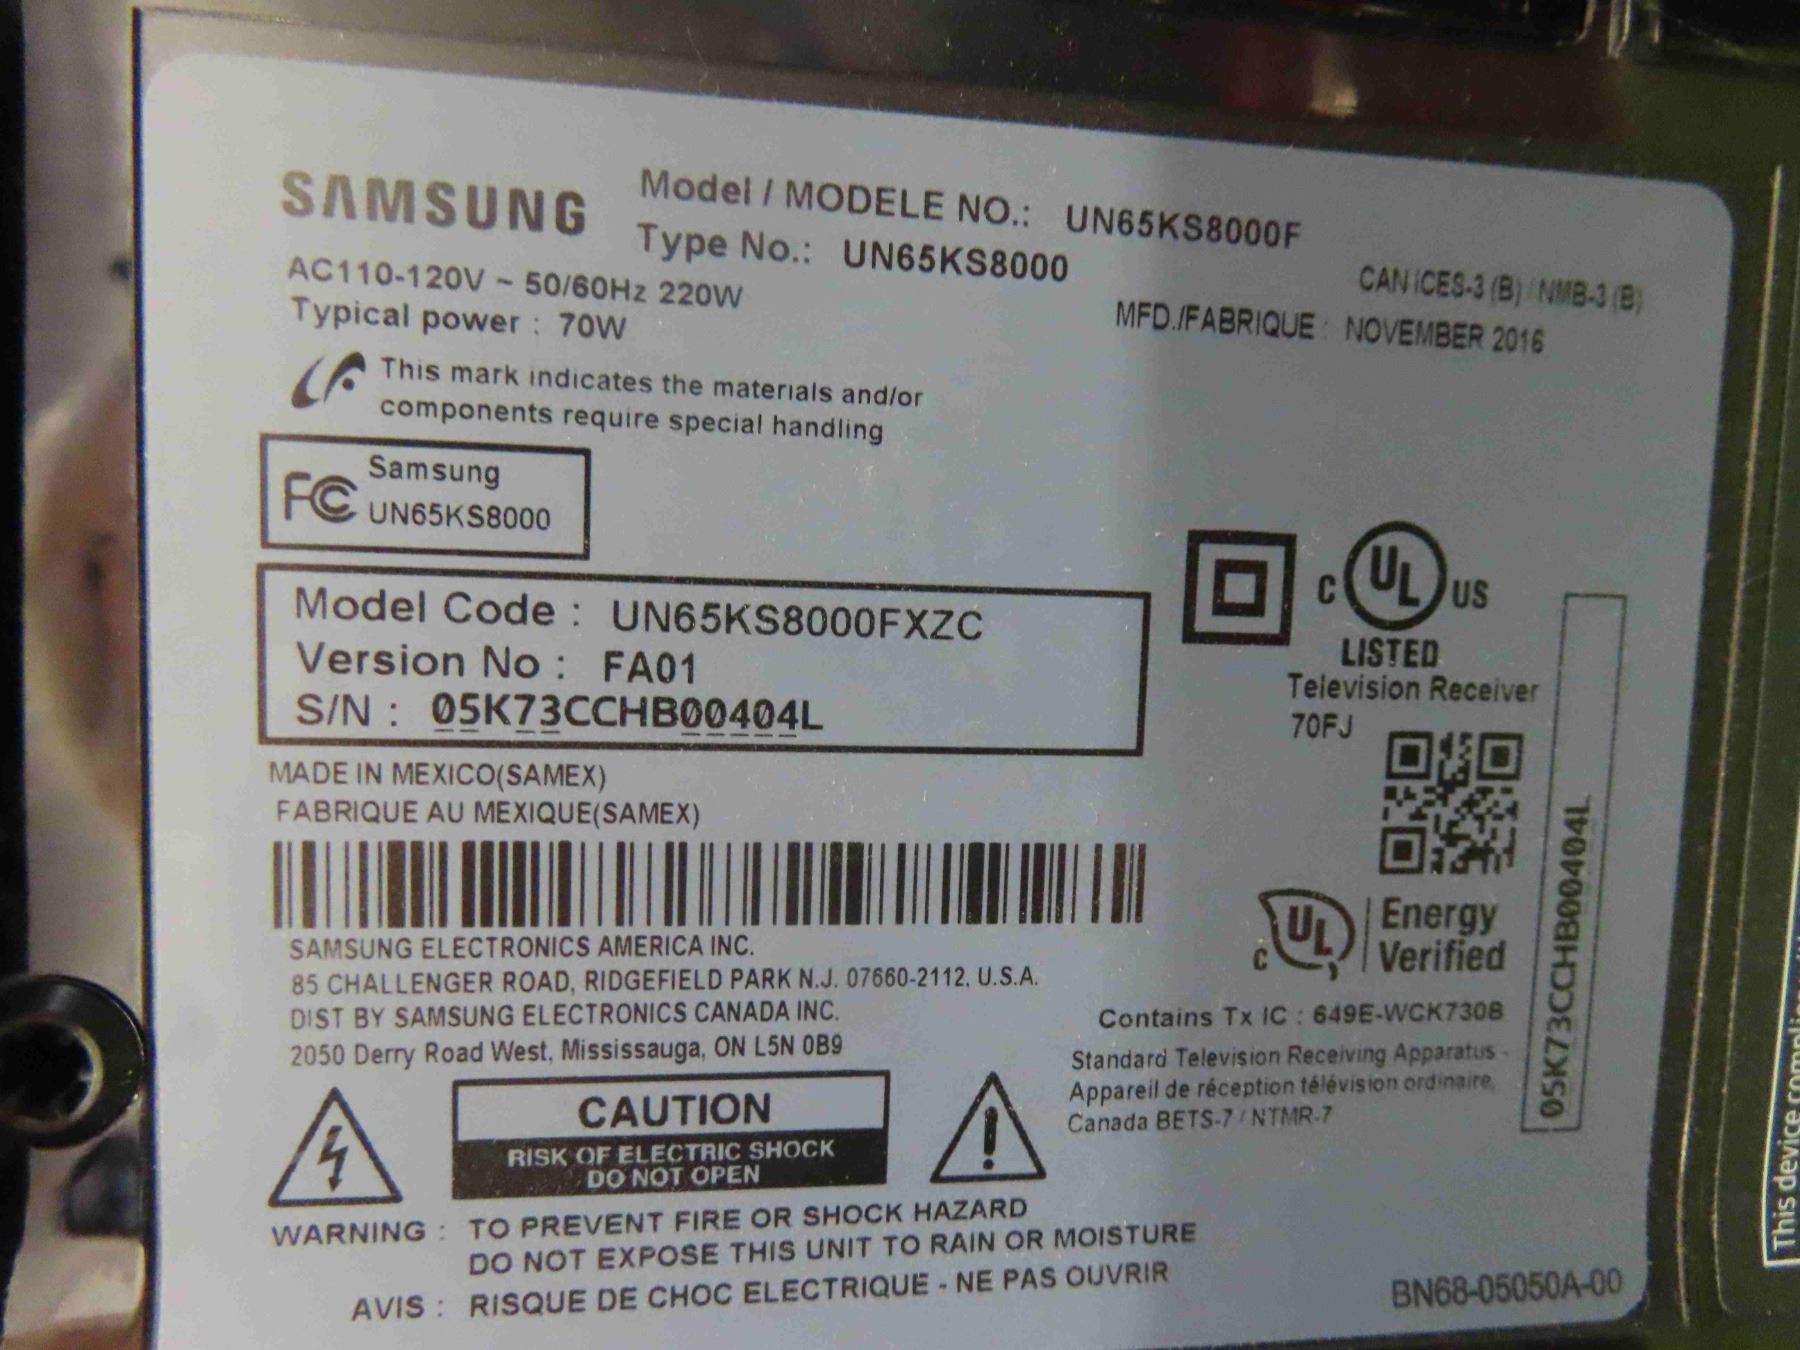 SAMSUNG
Model / MODELE NO.: UN65KS8000F
Type No.: UN65KS8000
AC110-120V ~ 50/60Hz 220W
Typical power : 70W
CAN ICES-3 (B) / NMB-3 (B)
MFD./FABRIQUE : NOVEMBER 2016
This mark indicates the materials and/or
components require special handling
FC Samsung
UN65KS8000
Model Code : UN65KS8000FXZC
Version No : FA01
S/N : 05K73CCHB00404L
C UL US
LISTED
Television Receiver
70FJ
MADE IN MEXICO(SAMEX)
FABRIQUE AU MEXIQUE(SAMEX)
05K73CCHB00404L
C UL Energy
Verified
SAMSUNG ELECTRONICS AMERICA INC.
85 CHALLENGER ROAD, RIDGEFIELD PARK N.J. 07660-2112, U.S.A.
DIST BY SAMSUNG ELECTRONICS CANADA INC.
2050 Derry Road West, Mississauga, ON L5N 0B9
Contains Tx IC : 649E-WCK730B
Standard Television Receiving Apparatus -
Appareil de réception télévision ordinaire,
Canada BETS-7 / NTMR-7
CAUTION
RISK OF ELECTRIC SHOCK
DO NOT OPEN
WARNING : TO PREVENT FIRE OR SHOCK HAZARD
DO NOT EXPOSE THIS UNIT TO RAIN OR MOISTURE
AVIS : RISQUE DE CHOC ELECTRIQUE - NE PAS OUVRIR
BN68-05050A-00
This device